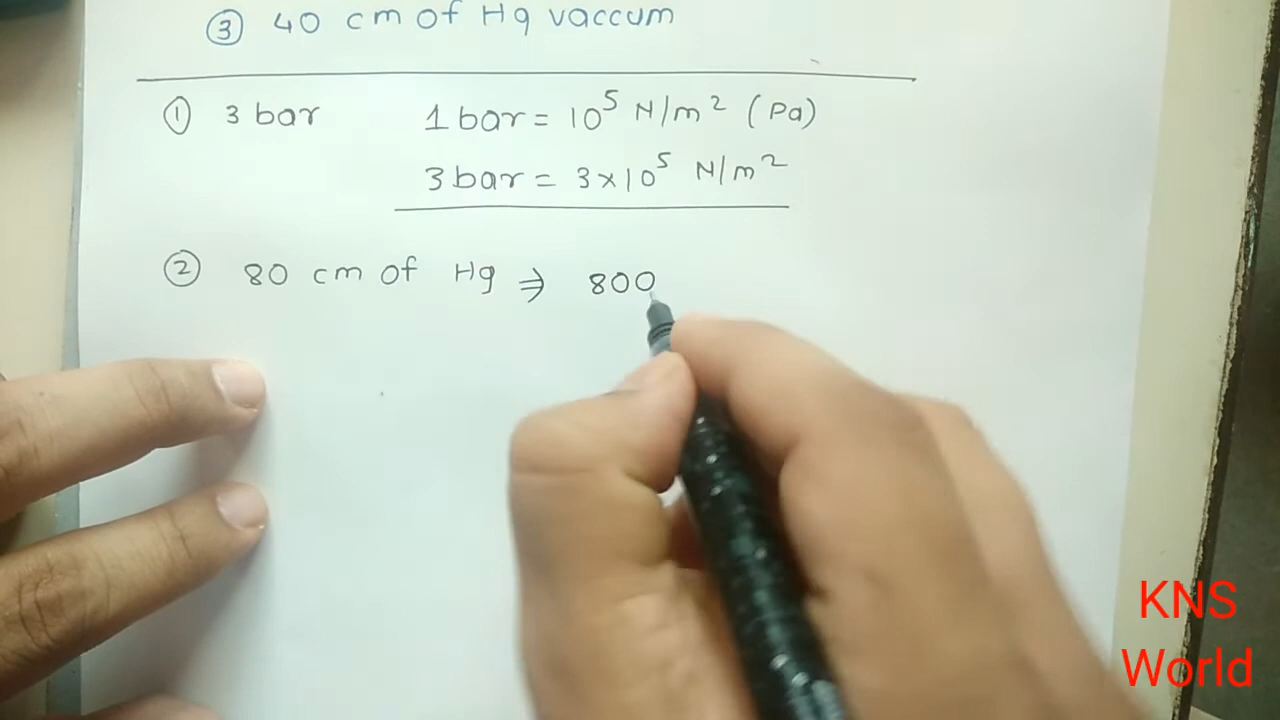 ③ 40 cm of Hg vaccum
① 3 bar 1 bar = 10⁵ N/m² (Pa)
3 bar = 3×10⁵ N/m²
② 80 cm of Hg ⇒ 800
KNS
World